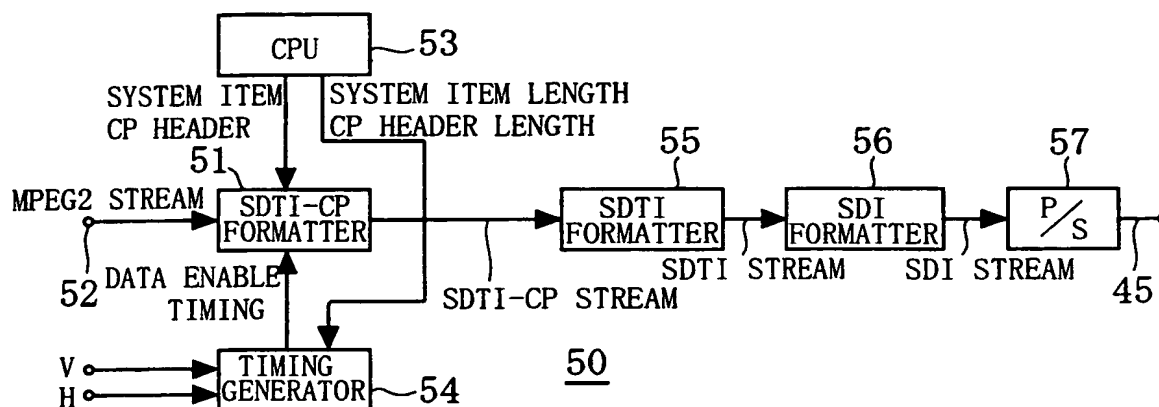 CPU
53
SYSTEM ITEM
CP HEADER
SYSTEM ITEM LENGTH
CP HEADER LENGTH
51
55
56
57
MPEG2 STREAM
SDTI-CP
FORMATTER
SDTI
FORMATTER
SDI
FORMATTER
P/S
52
DATA ENABLE
TIMING
SDTI-CP STREAM
SDTI STREAM
SDI STREAM
45
V
H
TIMING
GENERATOR
54
50